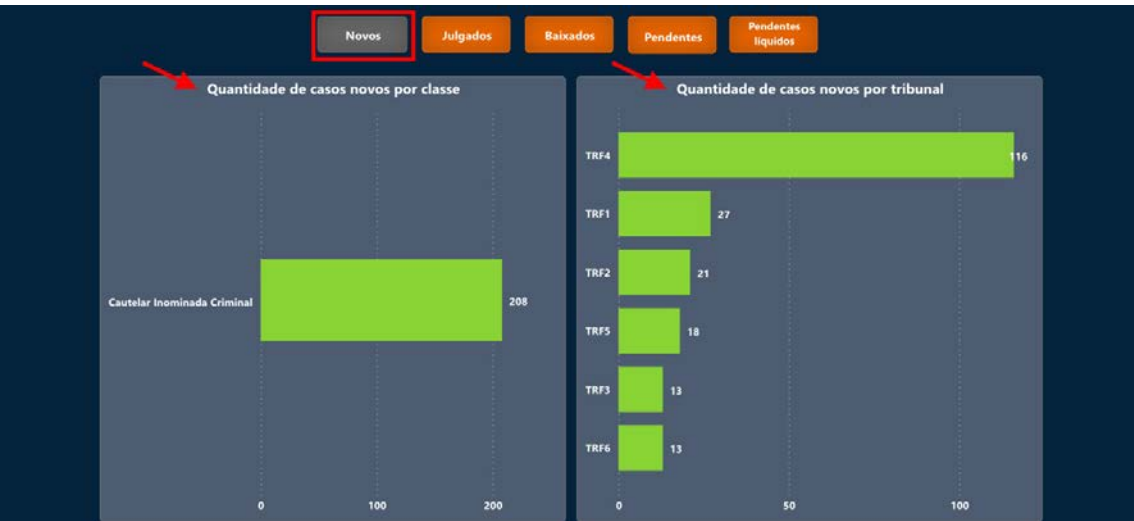 Novos
Julgados
Baixados
Pendentes
Pendentes
líquidos
Quantidade de casos novos por classe
Cautelar Inominada Criminal
208
0
100
200
Quantidade de casos novos por tribunal
TRF4
116
TRF1
27
TRF2
21
TRF5
18
TRF3
13
TRF6
13
0
50
100